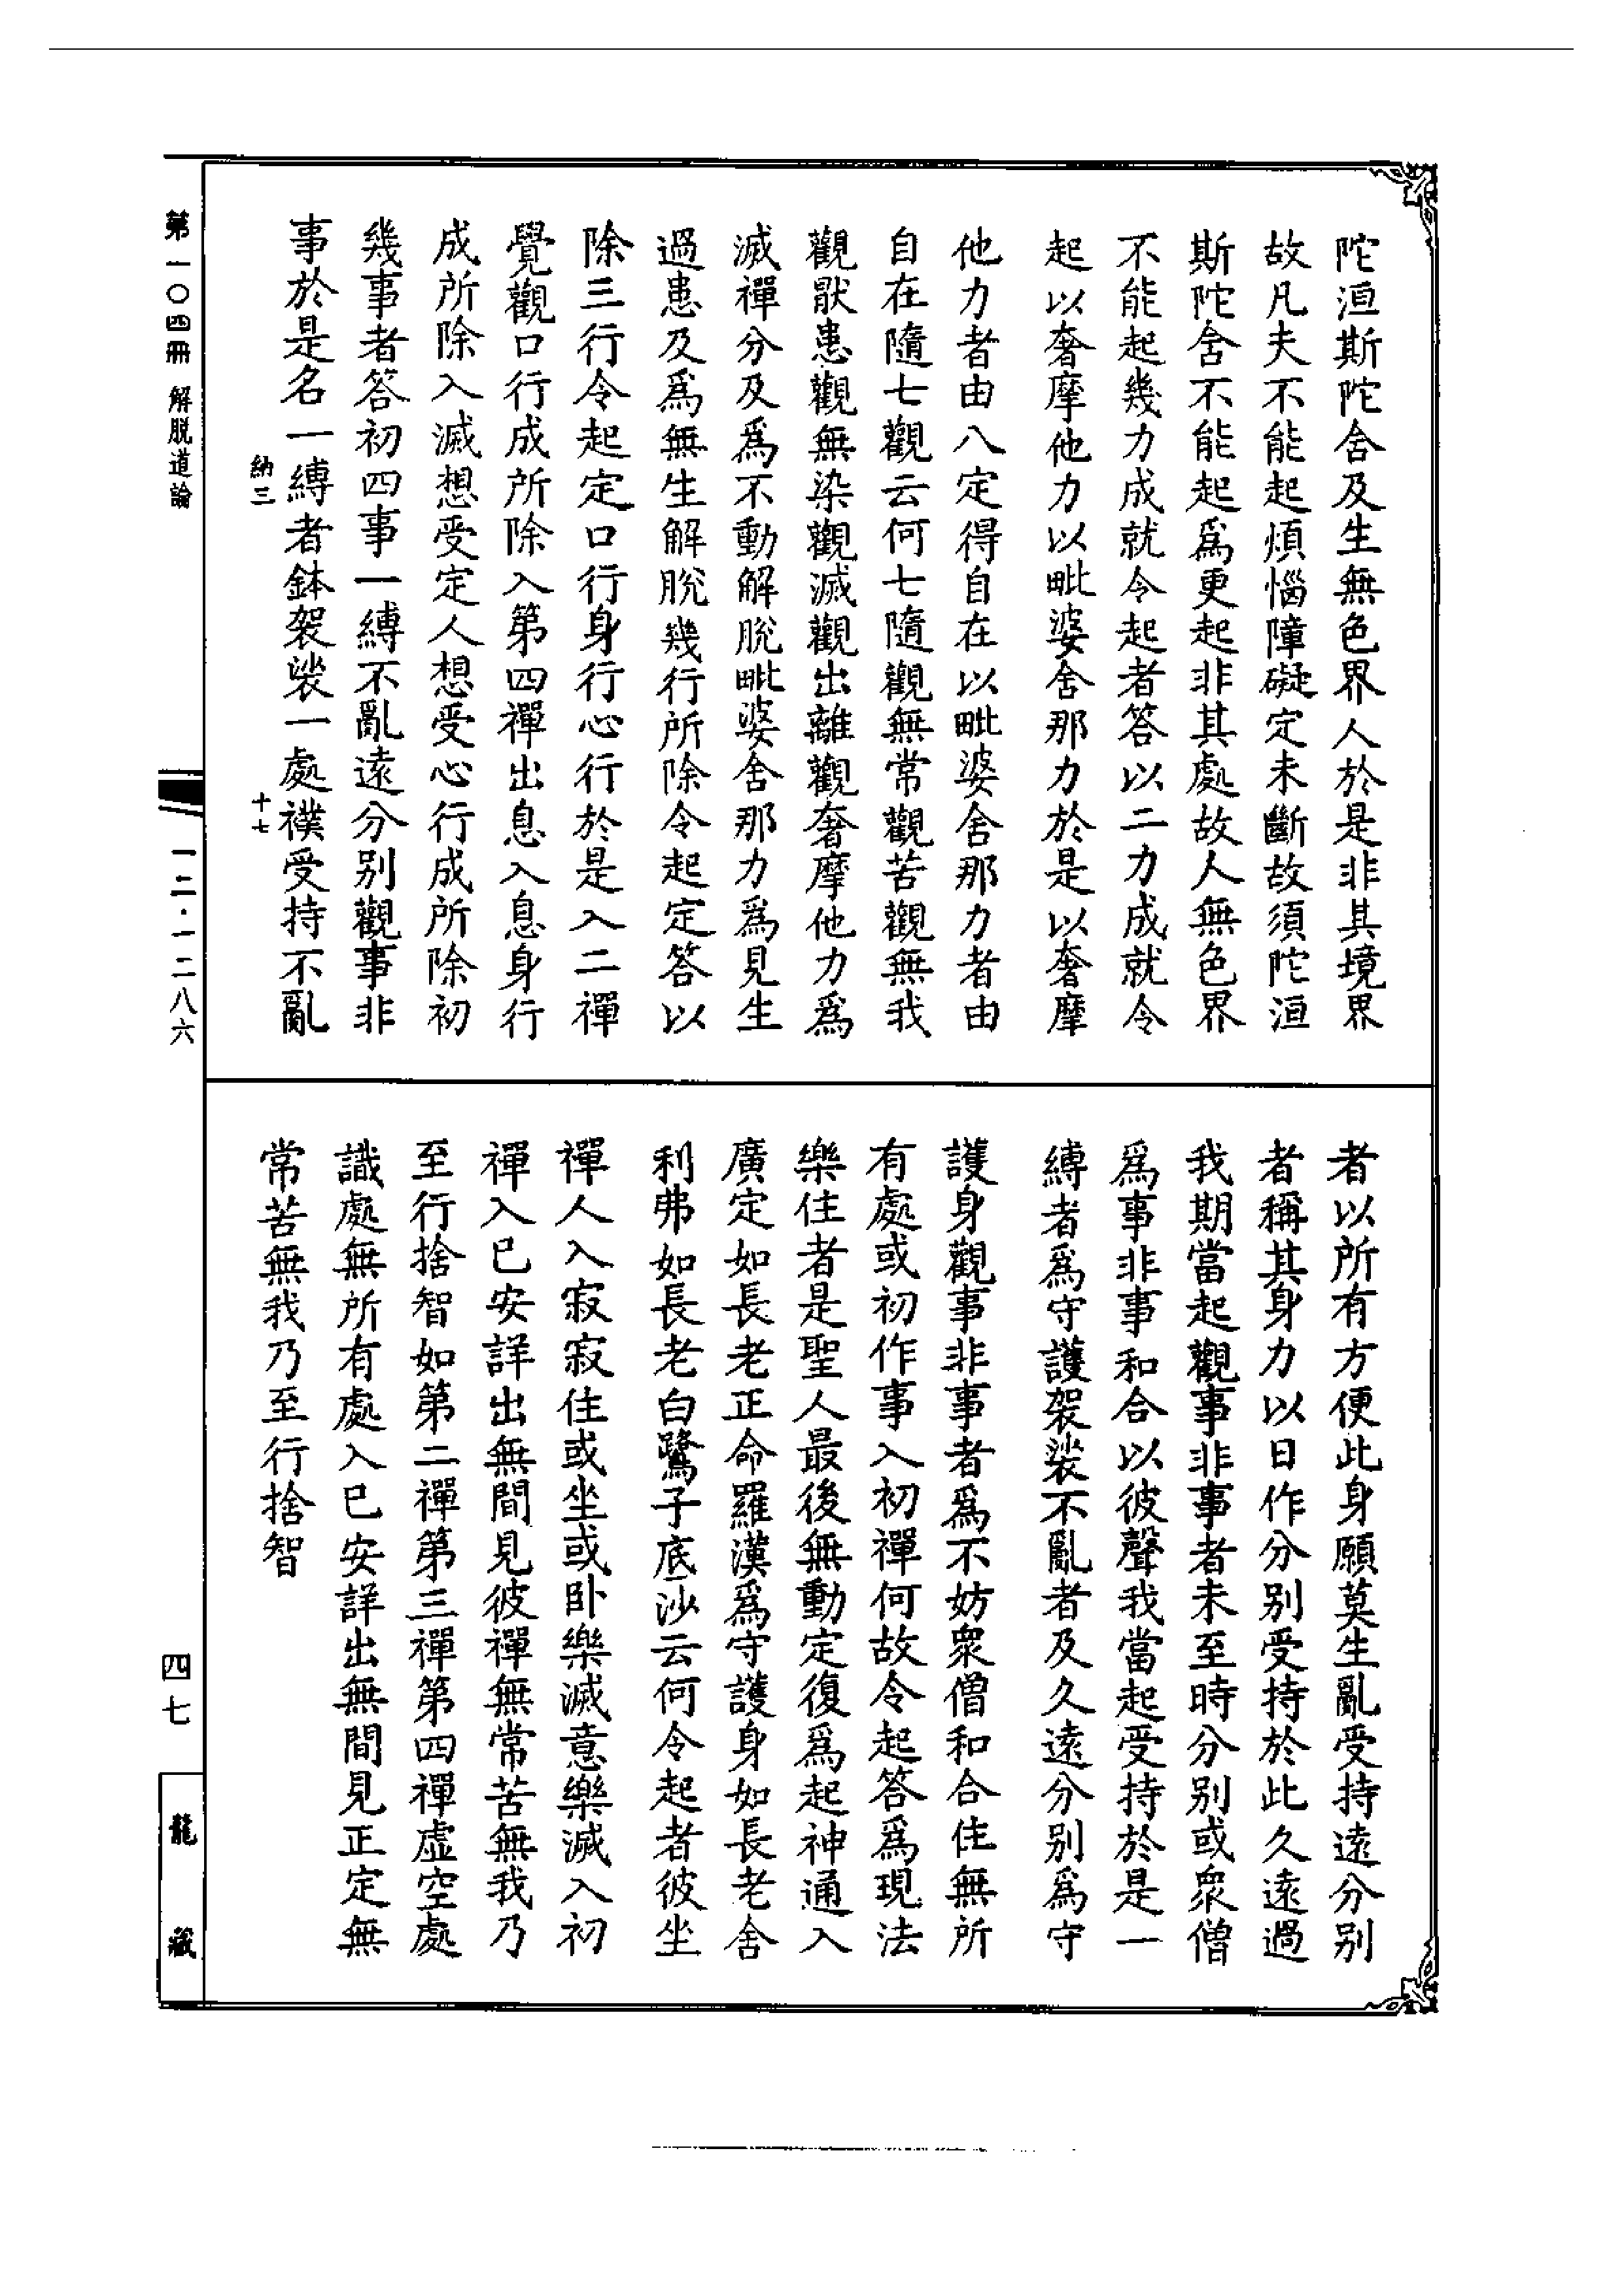 陀洹斯陀舍及生無色界人於是非其境界
故凡夫不能起煩惱障礙定未斷故須陀洹
斯陀舍不能起爲更起非其處故人無色界
不能起幾力成就令起者答以二力成就令
起以奢摩他力以毗婆舍那力於是以奢摩
他力者由八定得自在以毗婆舍那力者由
自在隨七觀云何七隨觀無常觀苦觀無我
觀猒患觀無染觀滅觀出離觀奢摩他力爲
滅禪分及爲不動解脫毗婆舍那力爲見生
過患及爲無生解脫幾行所除令起定答以
除三行令起定口行身行心行於是入二禪
覺觀口行成所除入第四禪出息入息身行
成所除入滅想受定人想受心行成所除初
幾事者答初四事一縛不亂遠分别觀事非
事於是名一縛者鉢袈裟一處襆受持不亂
者以所有方便此身願莫生亂受持遠分别
者稱其身力以日作分别受持於此久遠過
我期當起觀事非事者未至時分别或衆僧
爲事非事和合以彼聲我當起受持於是一
縛者爲守護袈裟不亂者及久遠分别爲守
護身觀事非事者爲不妨衆僧和合住無所
有處或初作事入初禪何故令起答爲現法
樂住者是聖人最後無動定復爲起神通入
廣定如長老正命羅漢爲守護身如長老舍
利弗如長老白鷺子底沙云何令起者彼坐
禪人入寂寂住或坐或卧樂滅意樂滅入初
禪入已安詳出無間見彼禪無常苦無我乃
至行捨智如第二禪第三禪第四禪虛空處
識處無所有處入已安詳出無間見正定無
常苦無我乃至行捨智
納三
十七
第一〇四冊 解脱道論
一二·一二八六
四七
龍藏